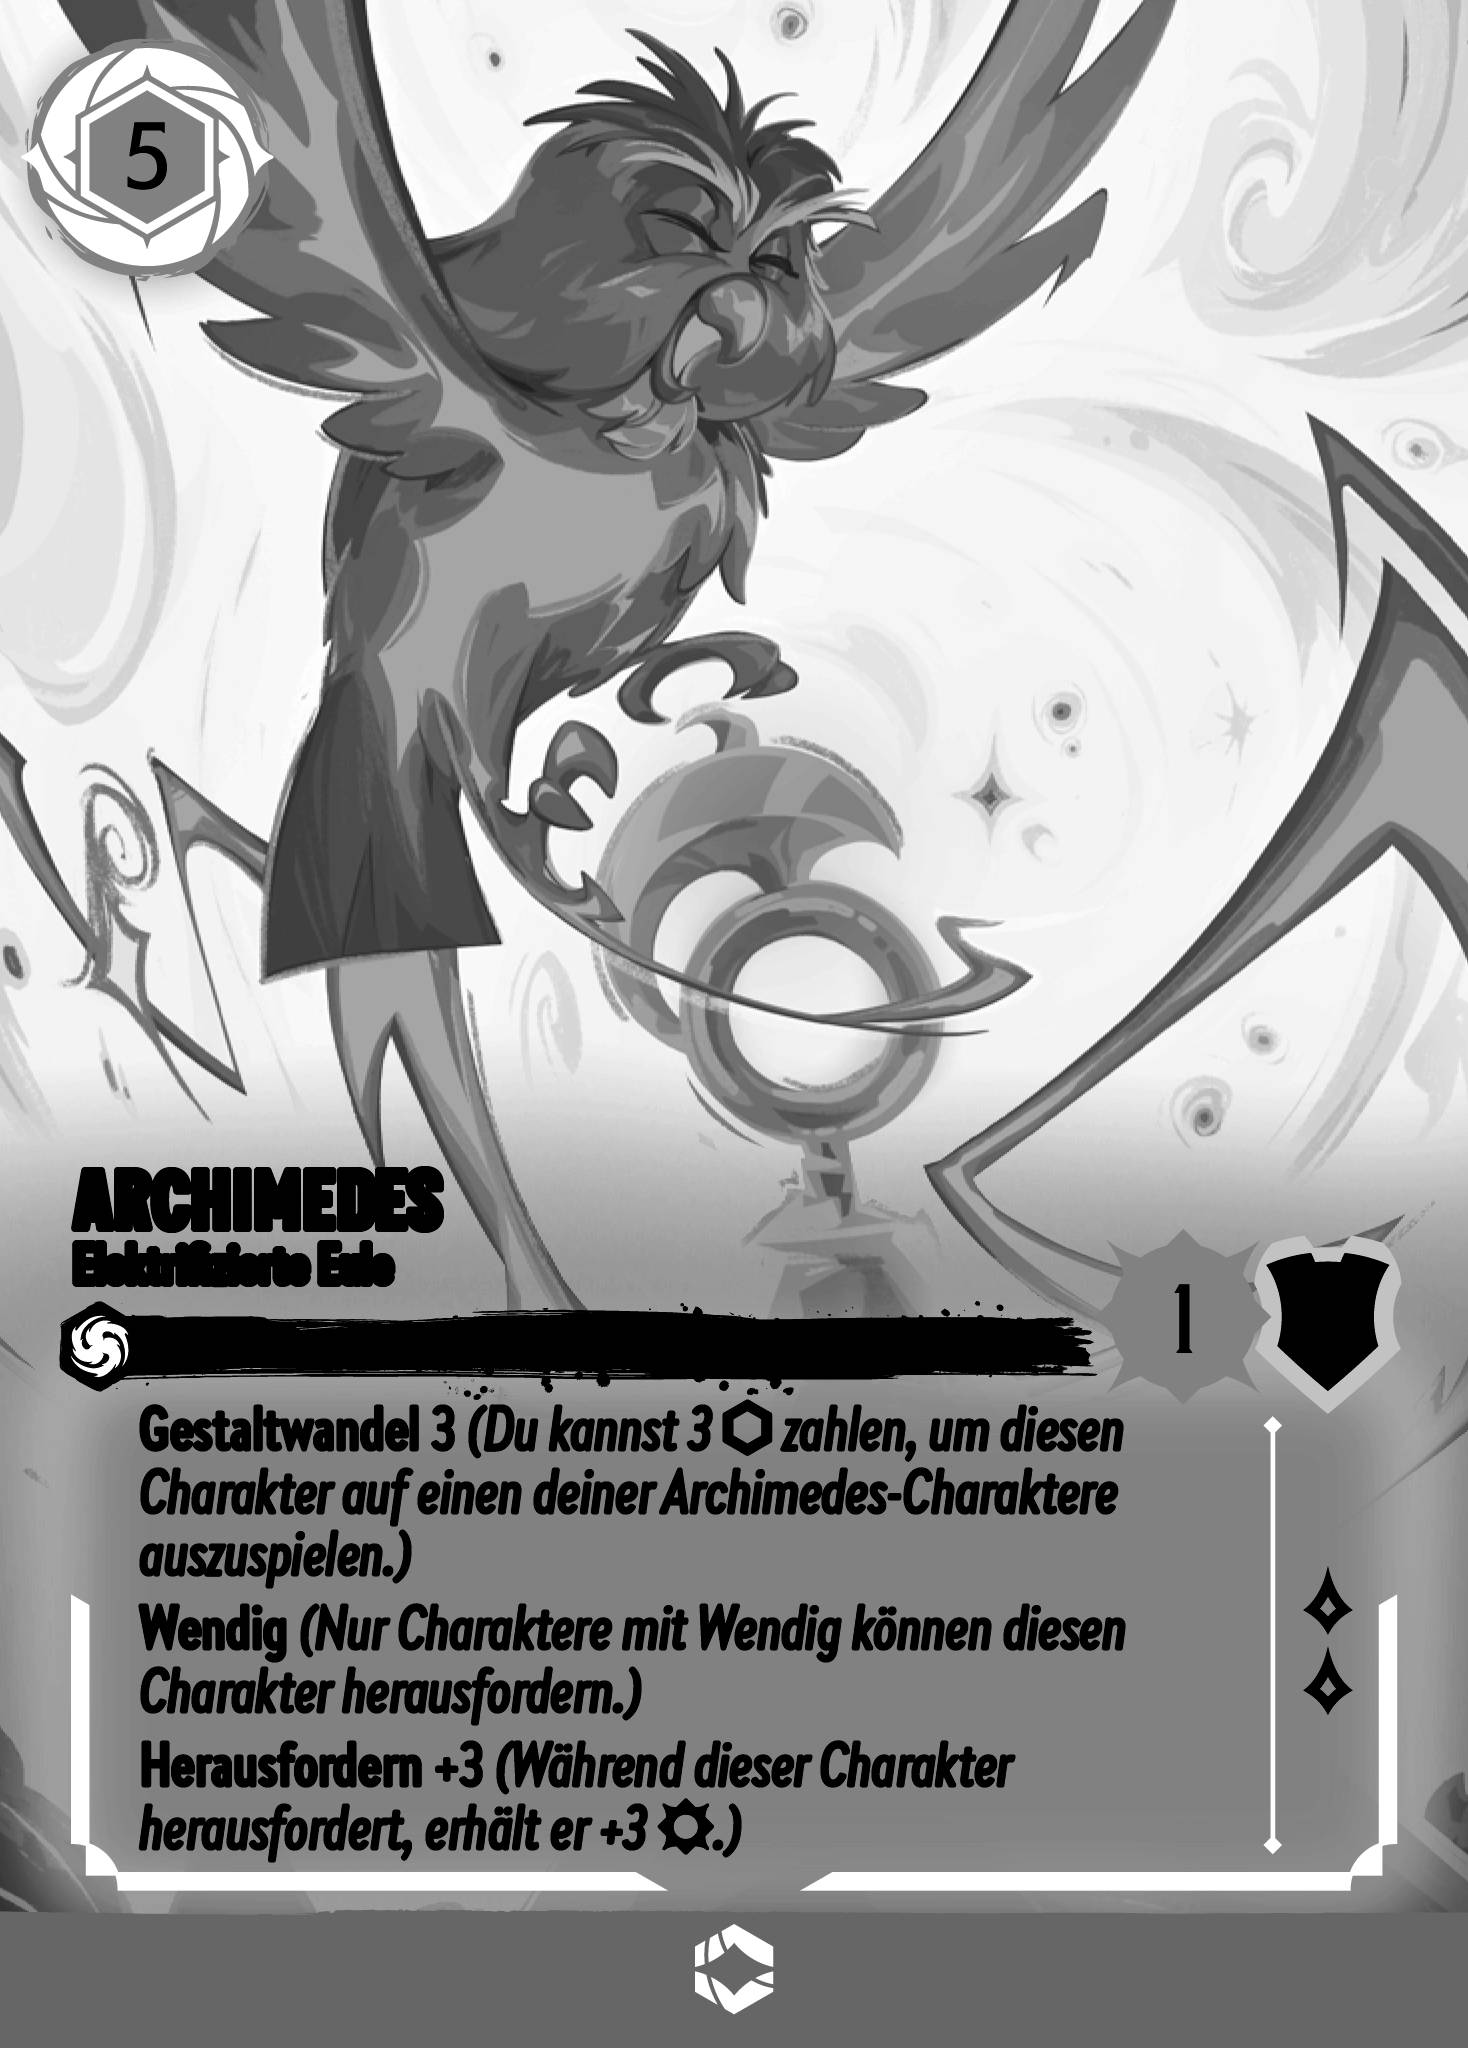 5
ARCHIMEDES
Elektrifizierte Eule
1
Gestaltwandel 3 (Du kannst 3 zahlen, um diesen
Charakter auf einen deiner Archimedes-Charaktere
auszuspielen.)
Wendig (Nur Charaktere mit Wendig können diesen
Charakter herausfordern.)
Herausfordern +3 (Während dieser Charakter
herausfordert, erhält er +3 .)